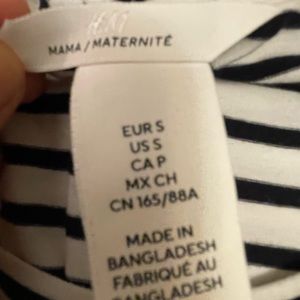 H&M
MAMA/MATERNITÉ
EUR S
US S
CA P
MX CH
CN 165/88A
MADE IN
BANGLADESH
FABRIQUÉ AU
BANGLADESH